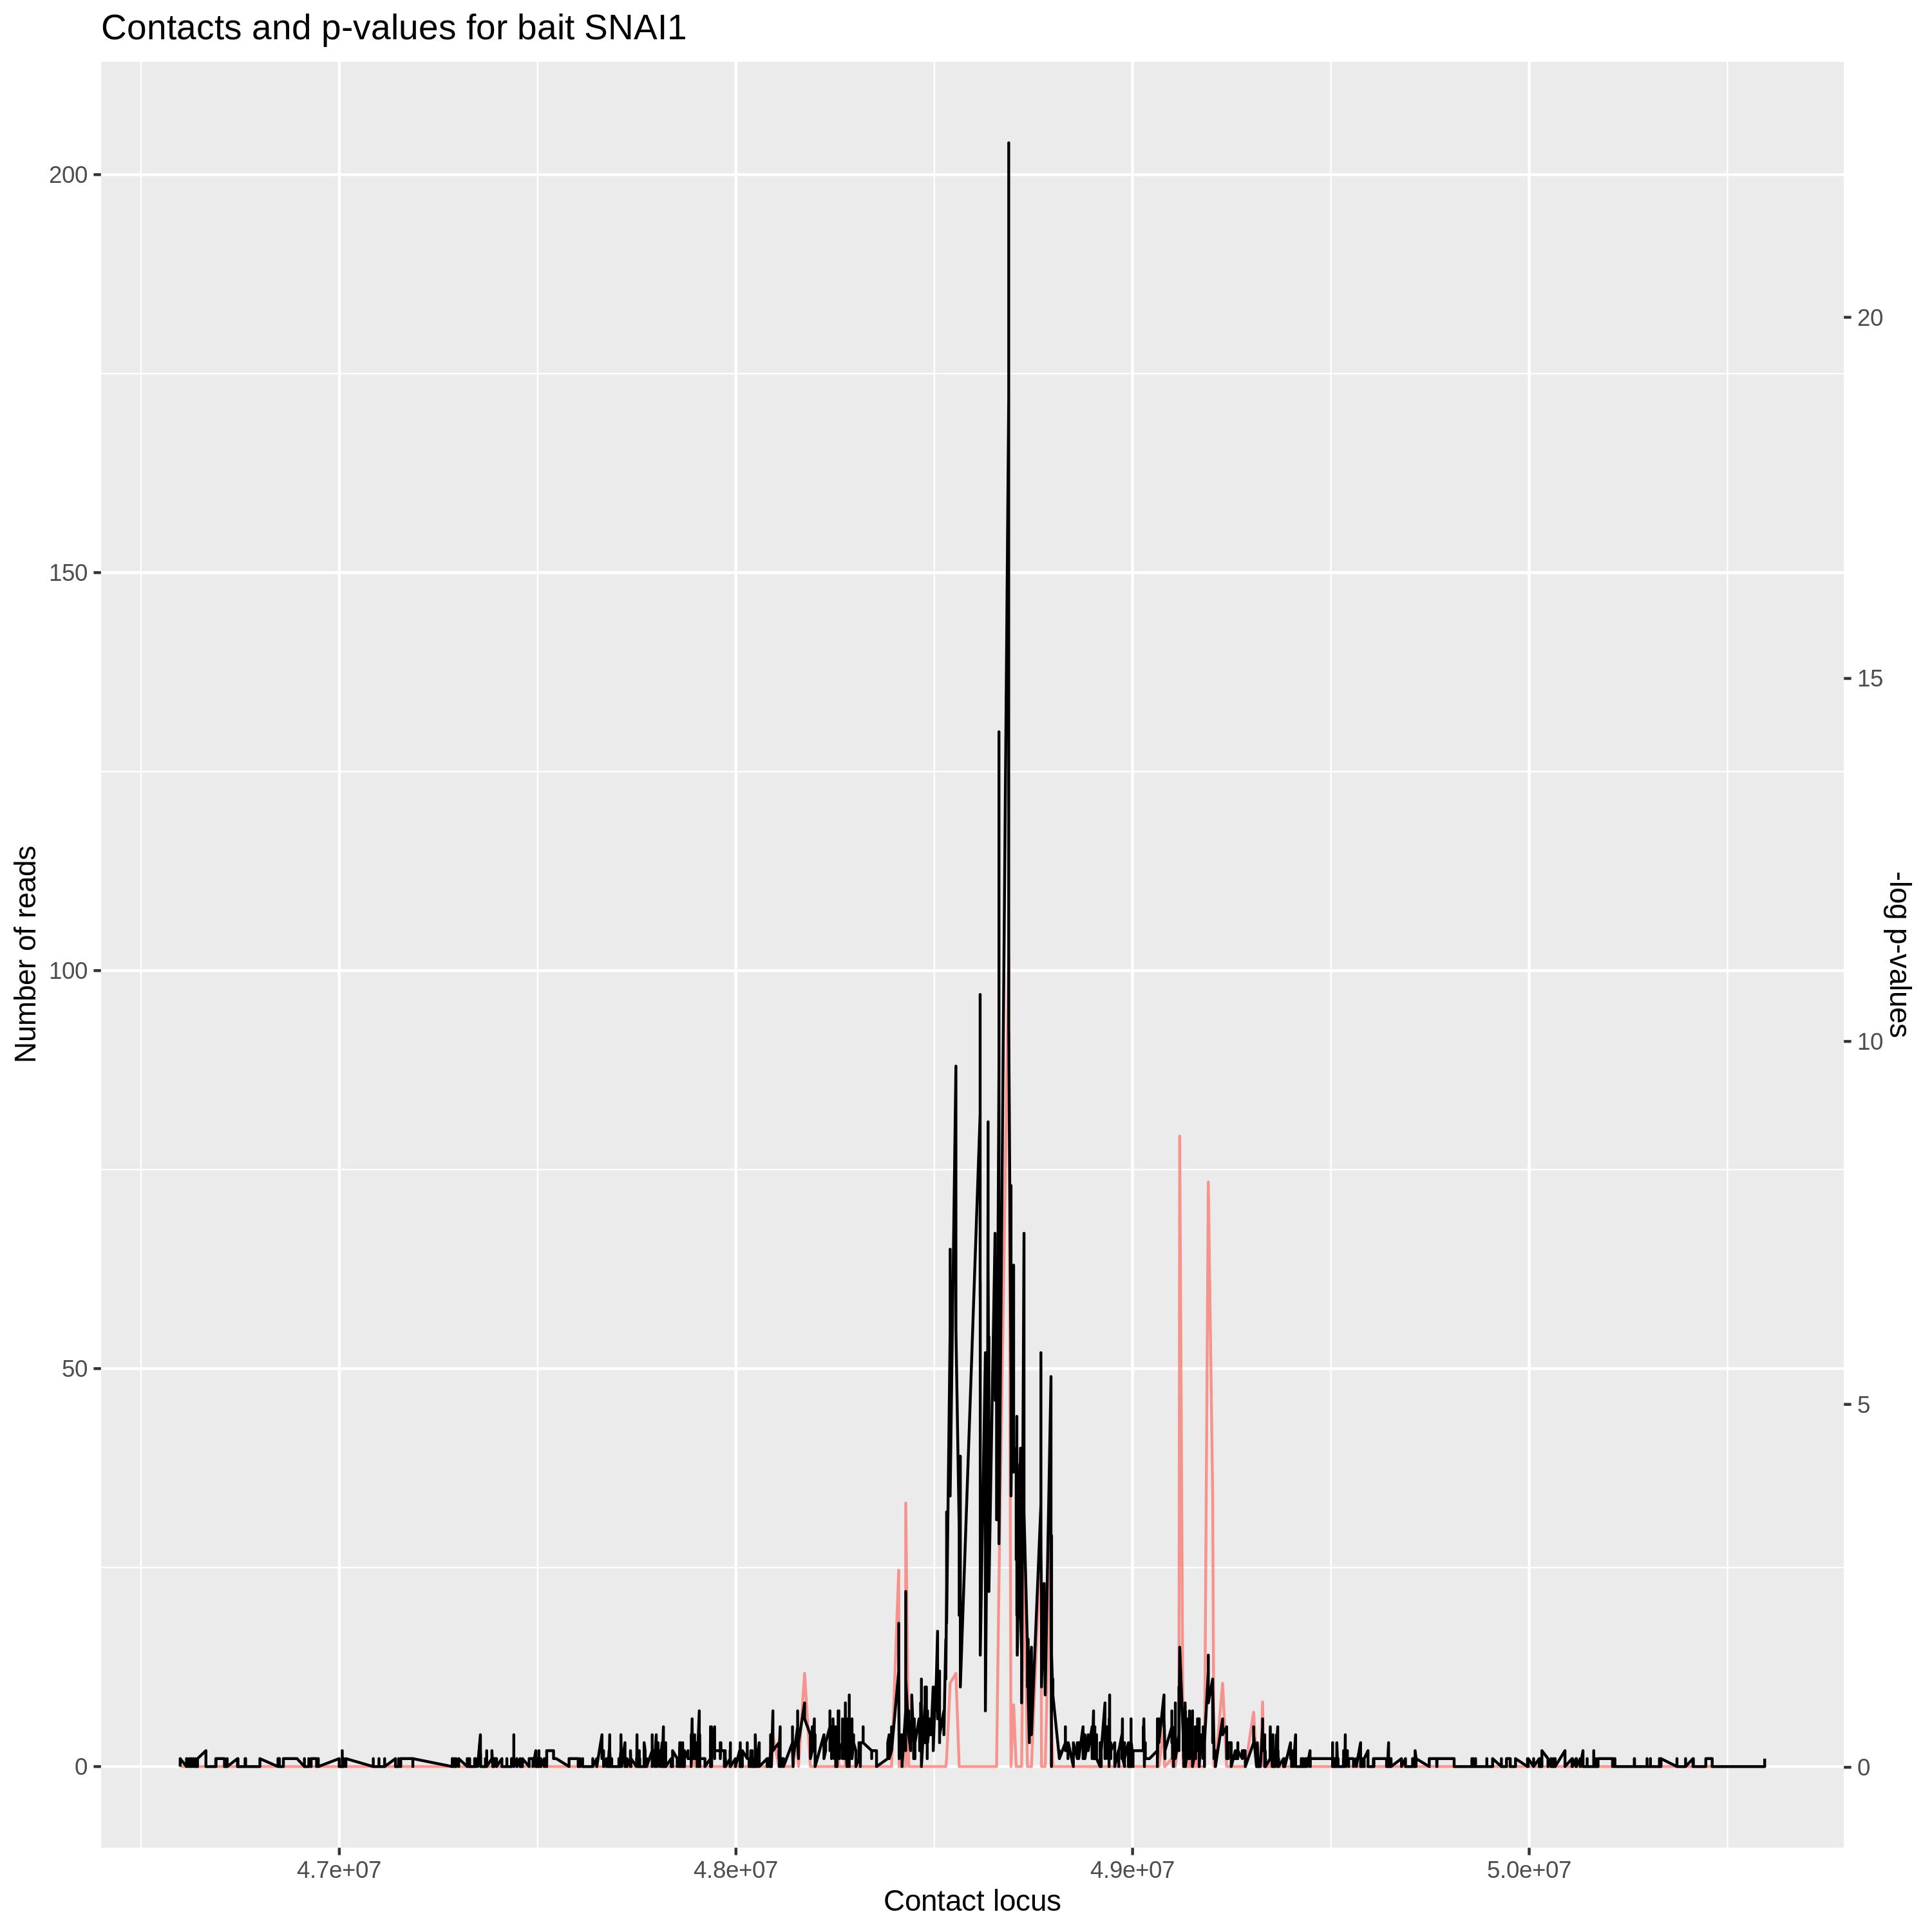 Contacts and p-values for bait SNAI1
200
150
100
50
0
Number of reads
20
15
10
5
0
-log p-values
4.7e+07
4.8e+07
4.9e+07
5.0e+07
Contact locus